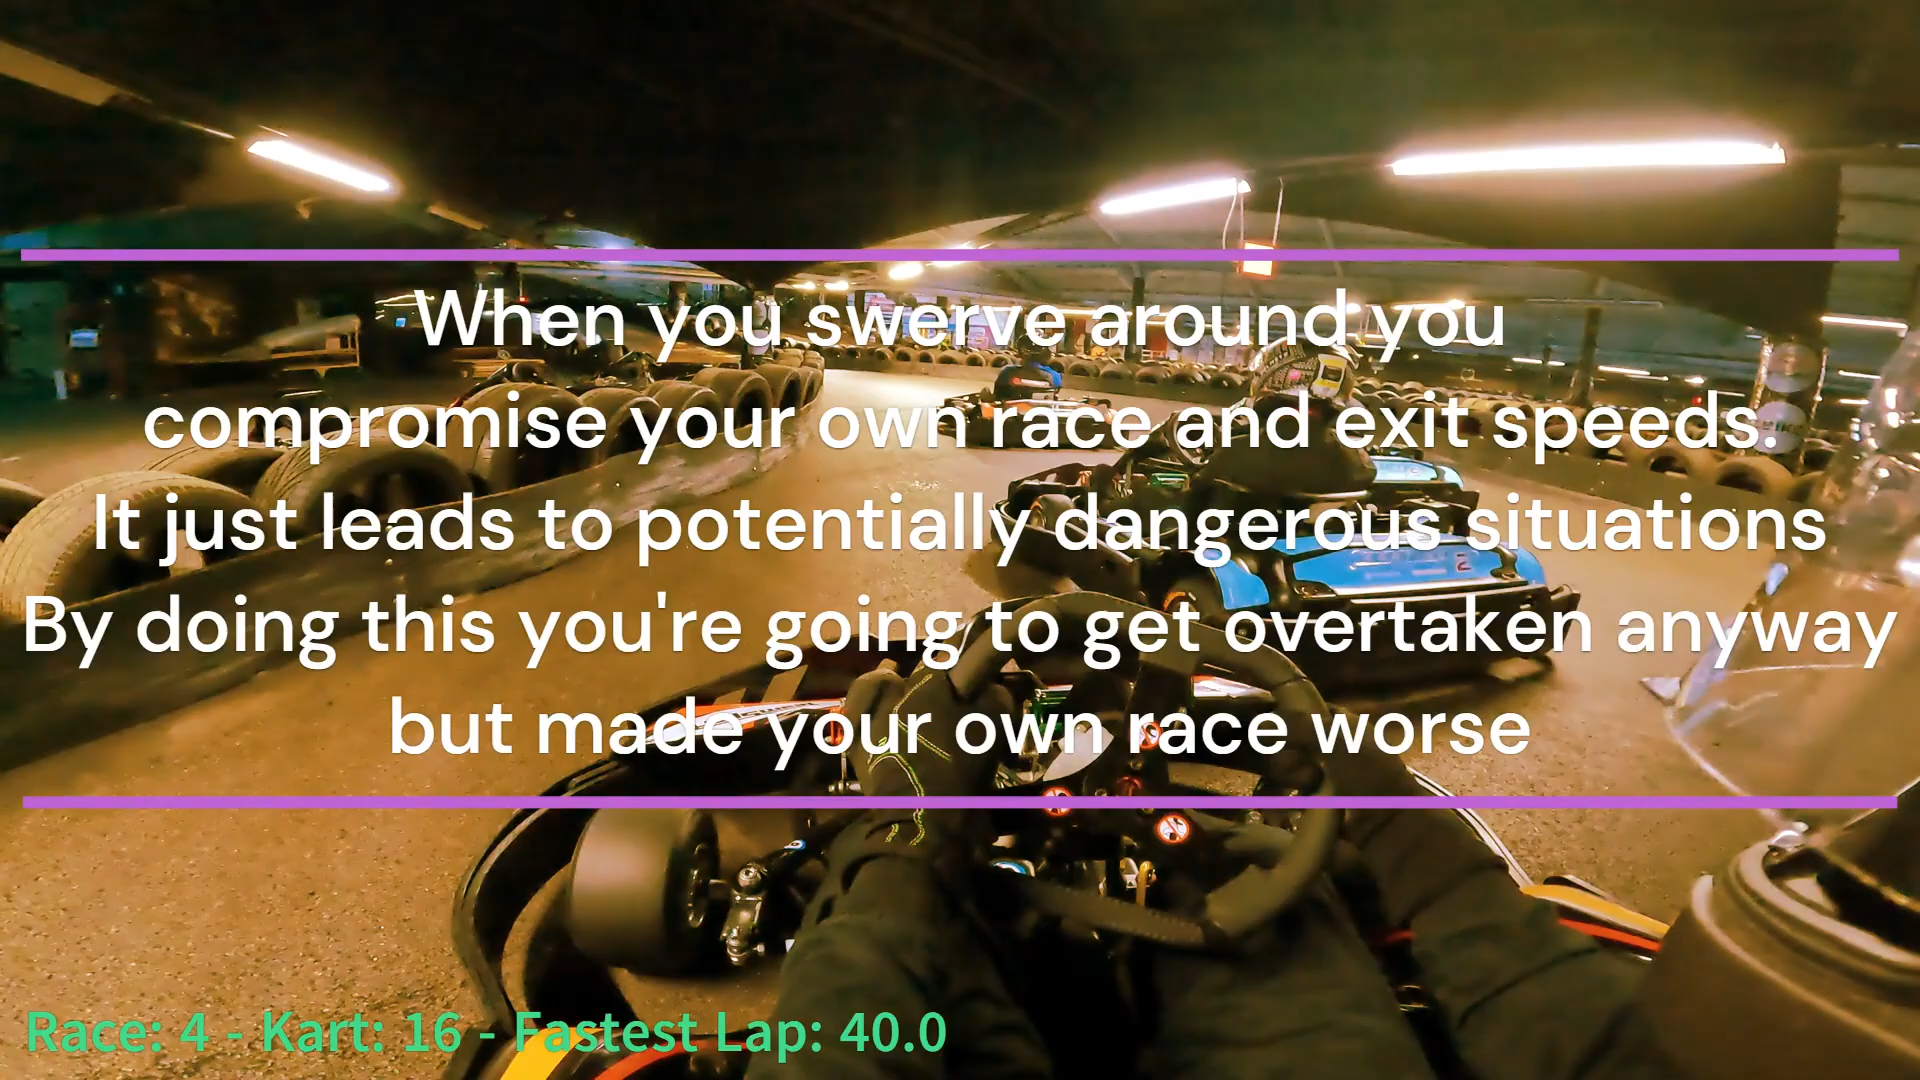 When you swerve around you
compromise your own race and exit speeds.
It just leads to potentially dangerous situations
By doing this you're going to get overtaken anyway
but made your own race worse
Race: 4 - Kart: 16 - Fastest Lap: 40.0